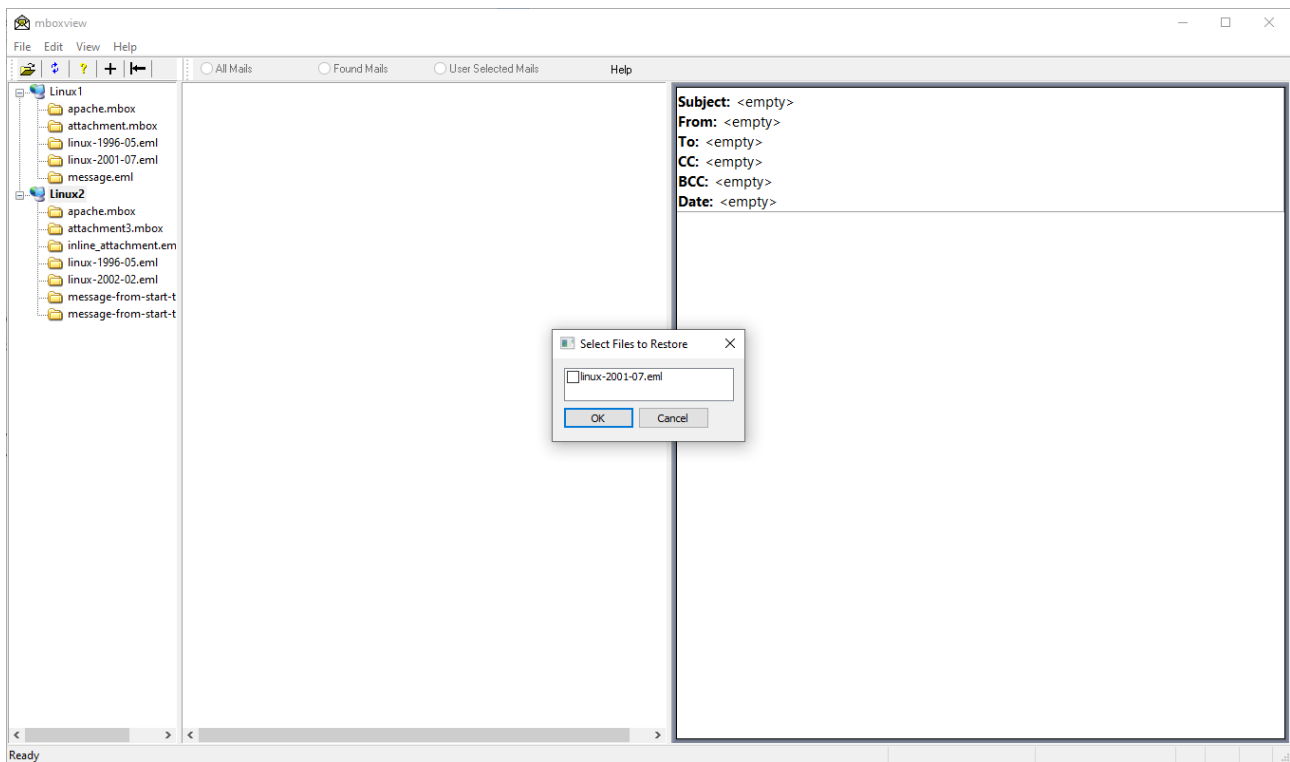 mboxview
File Edit View Help
All Mails Found Mails User Selected Mails Help
Linux1
apache.mbox
attachment.mbox
linux-1996-05.eml
linux-2001-07.eml
message.eml
Linux2
apache.mbox
attachment3.mbox
inline_attachment.em
linux-1996-05.eml
linux-2002-02.eml
message-from-start-t
message-from-start-t
Subject: <empty>
From: <empty>
To: <empty>
CC: <empty>
BCC: <empty>
Date: <empty>
Select Files to Restore
linux-2001-07.eml
OK Cancel
Ready